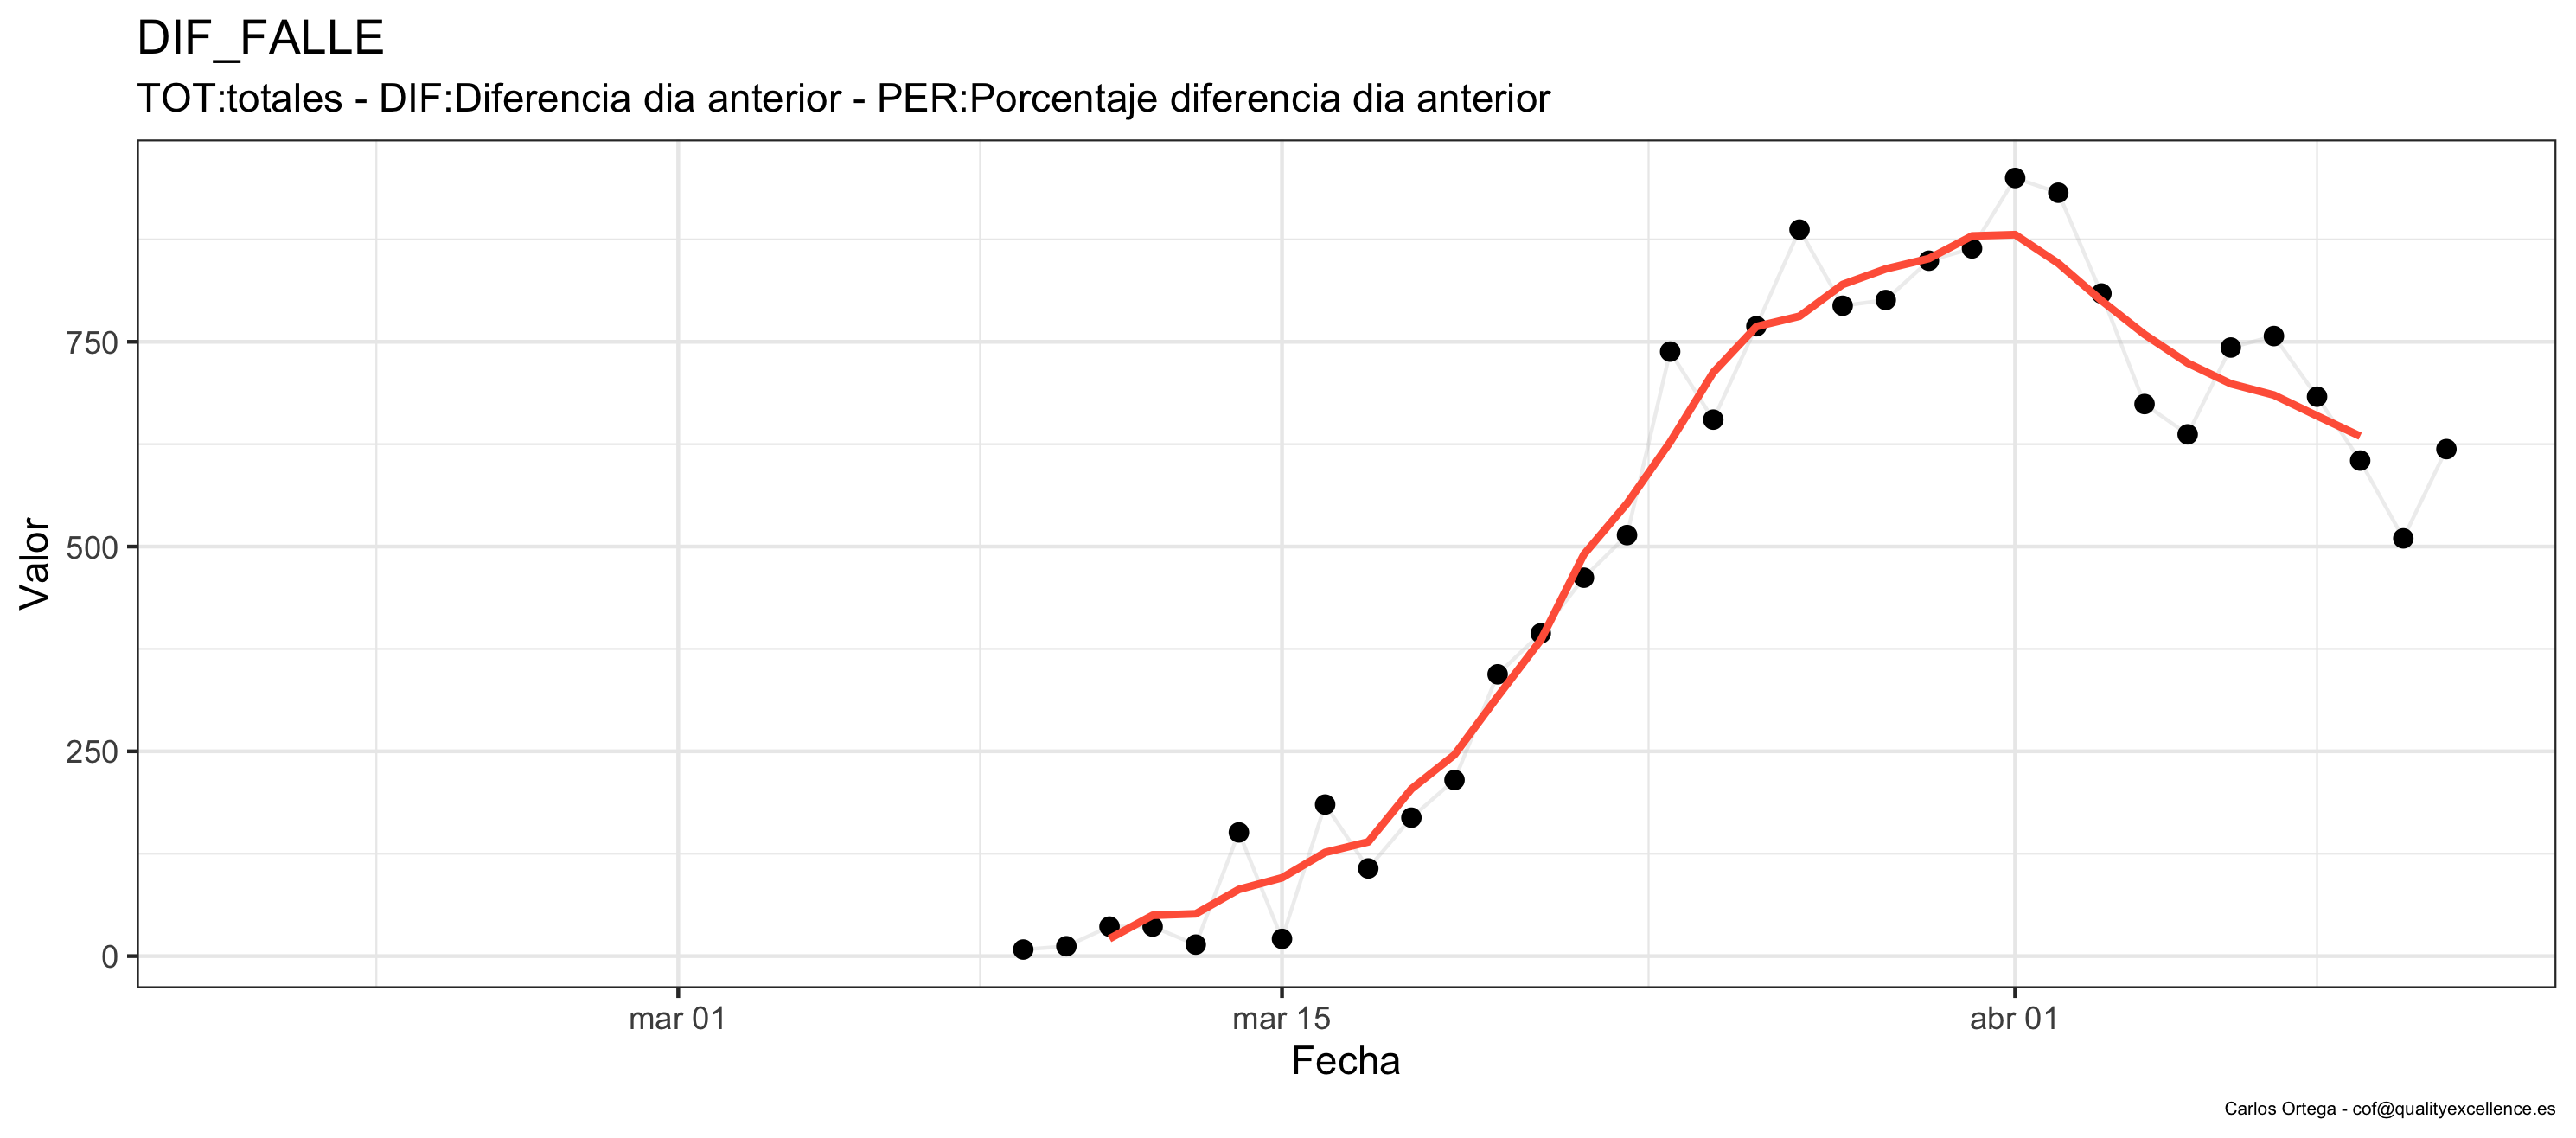 DIF_FALLE
TOT:totales - DIF:Diferencia dia anterior - PER:Porcentaje diferencia dia anterior
Valor
750
500
250
0
mar 01
mar 15
abr 01
Fecha
Carlos Ortega - cof@qualityexcellence.es